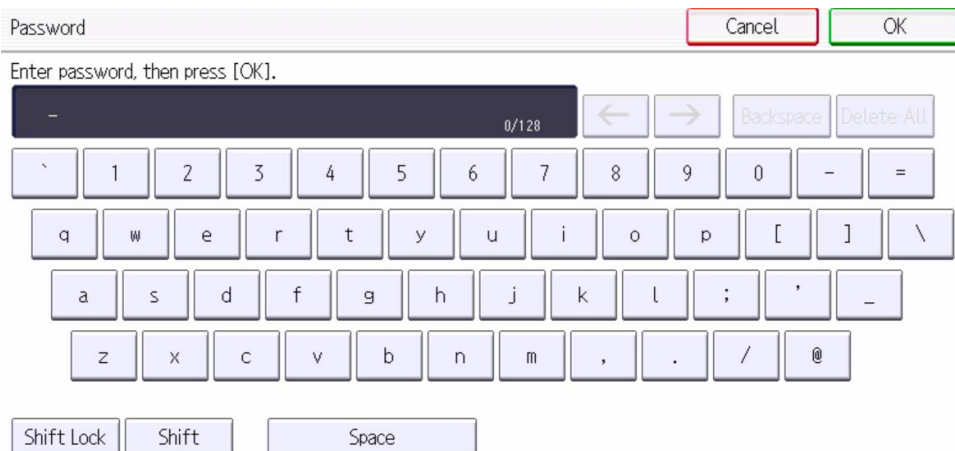 Password Cancel OK
Enter password, then press [OK].
_ 0/128 ← → Backspace Delete All
` 1 2 3 4 5 6 7 8 9 0 - =
q w e r t y u i o p [ ] \
a s d f g h j k l ; ' _
z x c v b n m , . / @
Shift Lock Shift Space